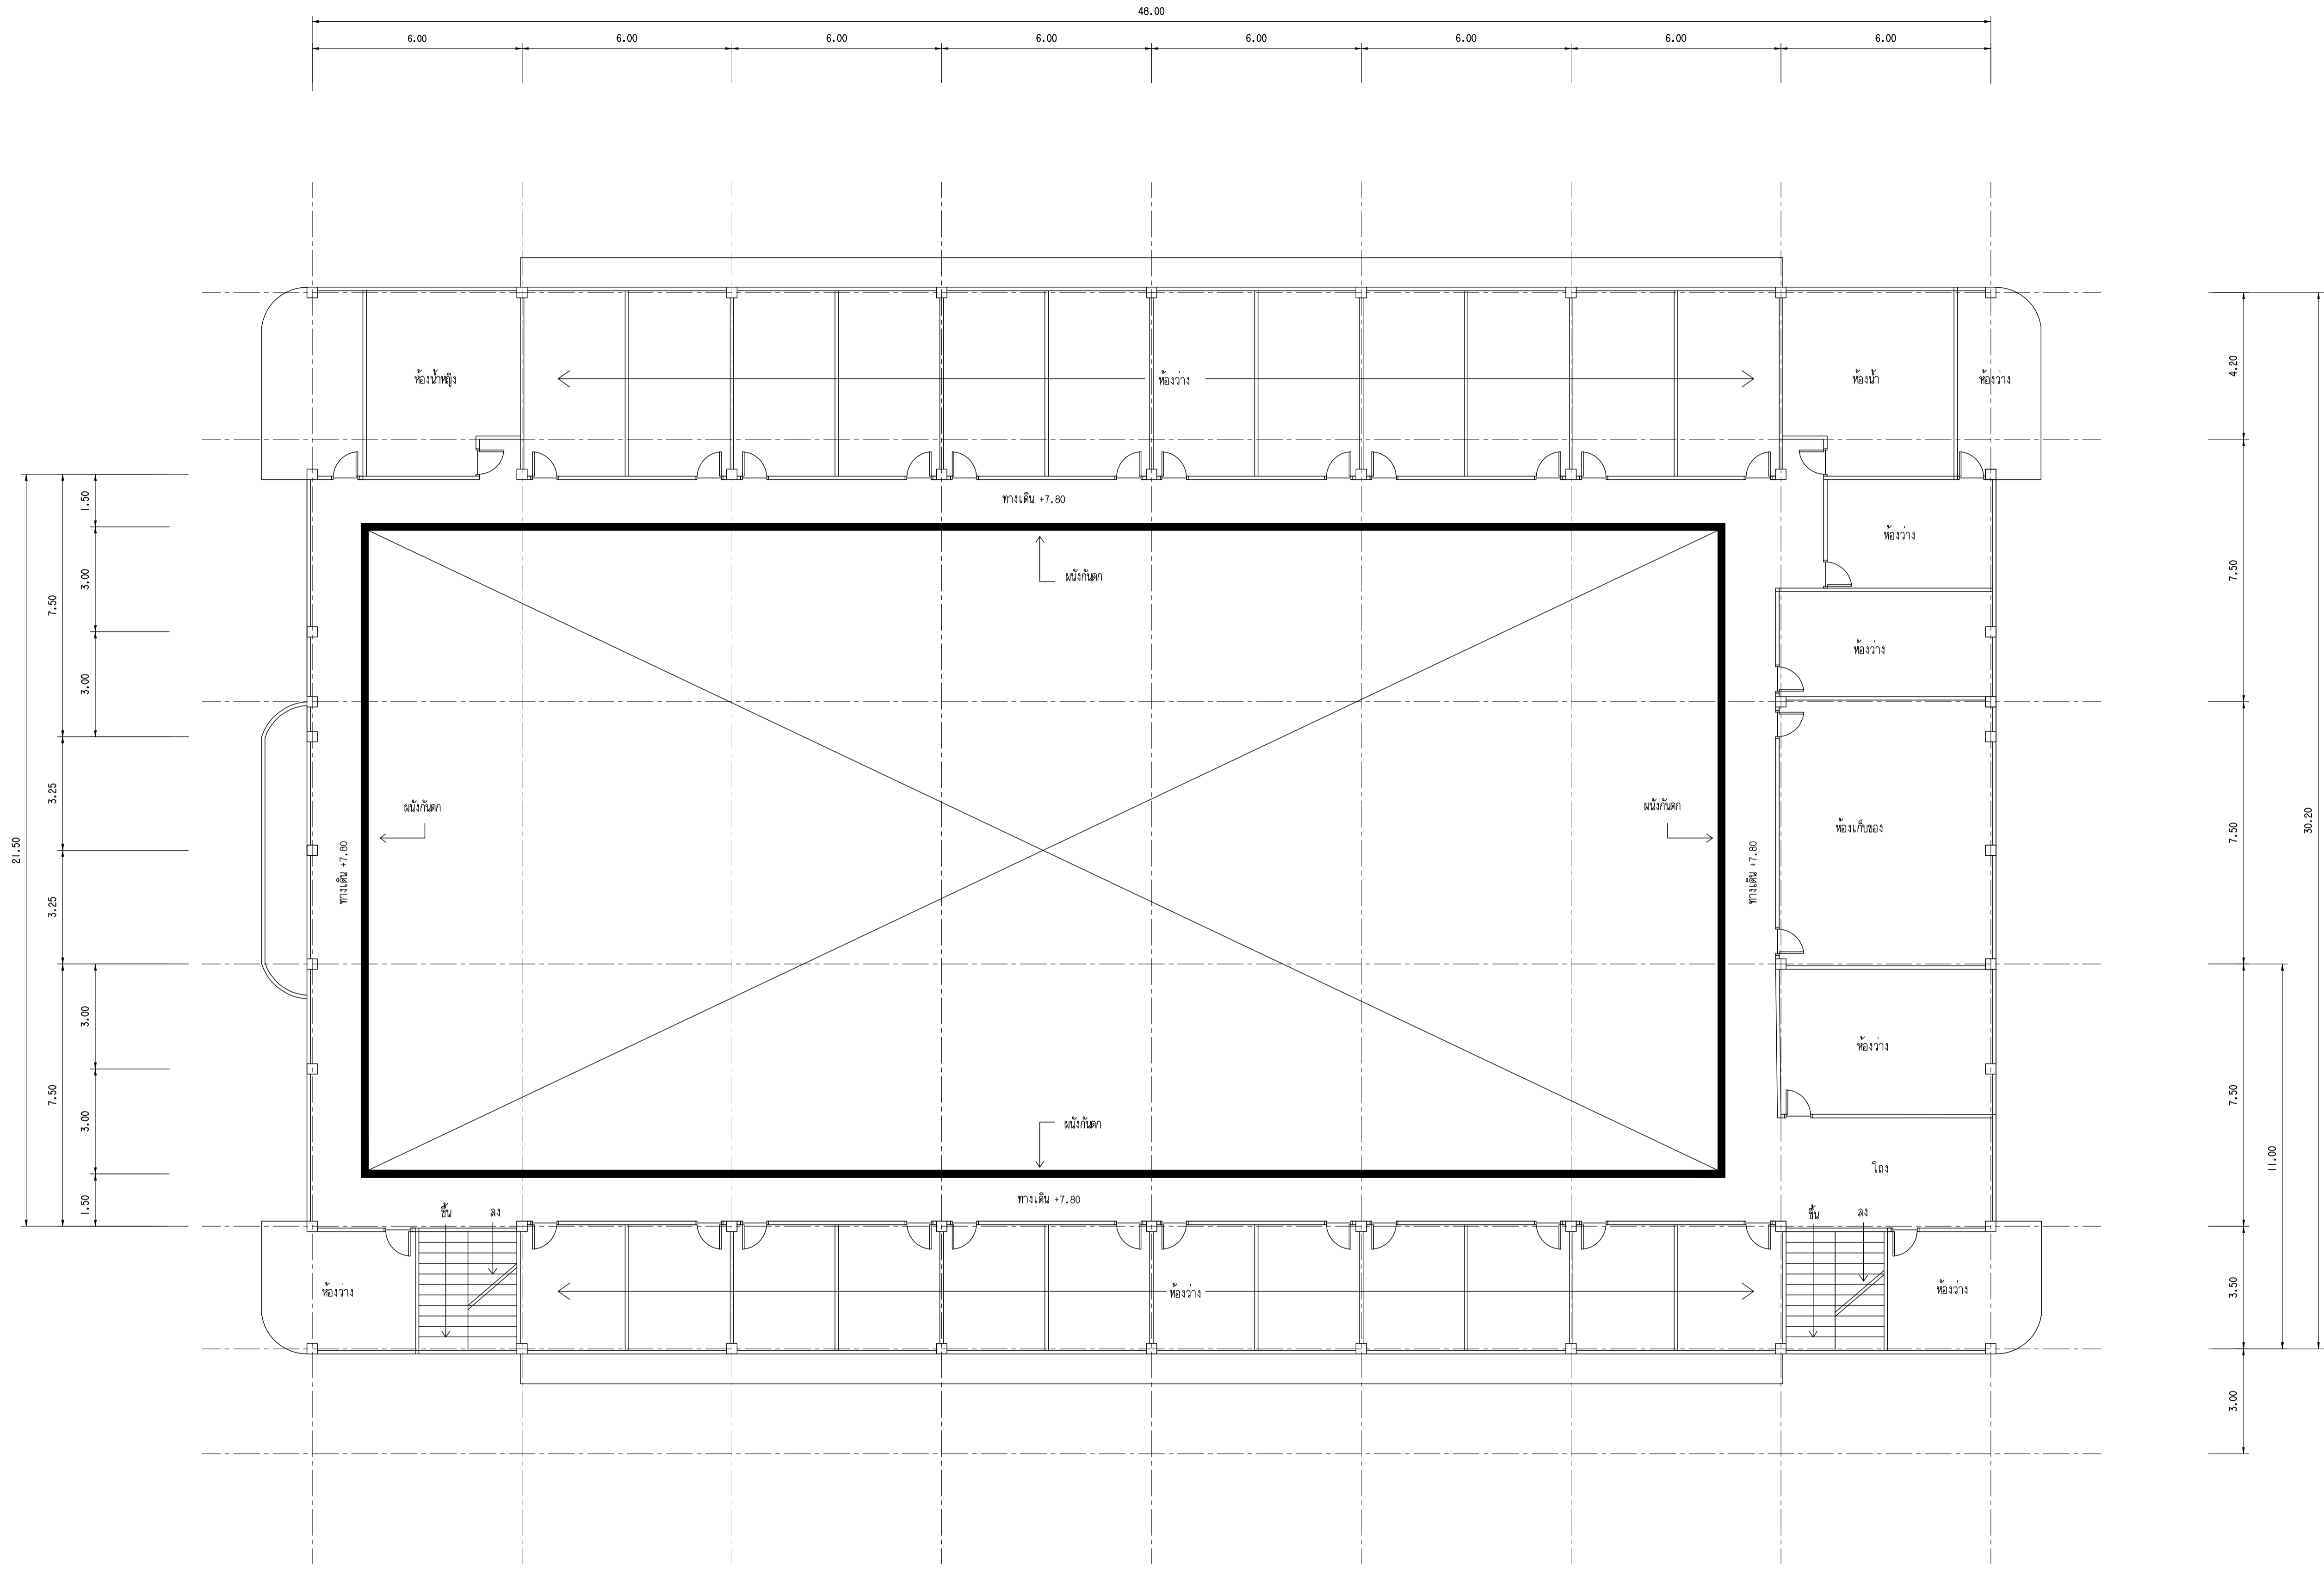 48.00
6.00 6.00 6.00 6.00 6.00 6.00 6.00 6.00
ห้องน้ำหญิง
ห้องว่าง
ห้องน้ำ
ห้องว่าง
4.20
ทางเดิน +7.80
1.50
ห้องว่าง
ผนังกันตก
3.00
7.50
7.50
30.20
ห้องว่าง
3.00
3.25
ผนังกันตก
ผนังกันตก
ห้องเก็บของ
7.50
21.50
ทางเดิน +7.80
ทางเดิน +7.80
3.25
3.00
ห้องว่าง
7.50
3.00
7.50
ผนังกันตก
11.00
โถง
1.50
ทางเดิน +7.80
ขึ้น
ลง
ขึ้น
ลง
ห้องว่าง
ห้องว่าง
ห้องว่าง
3.50
3.00